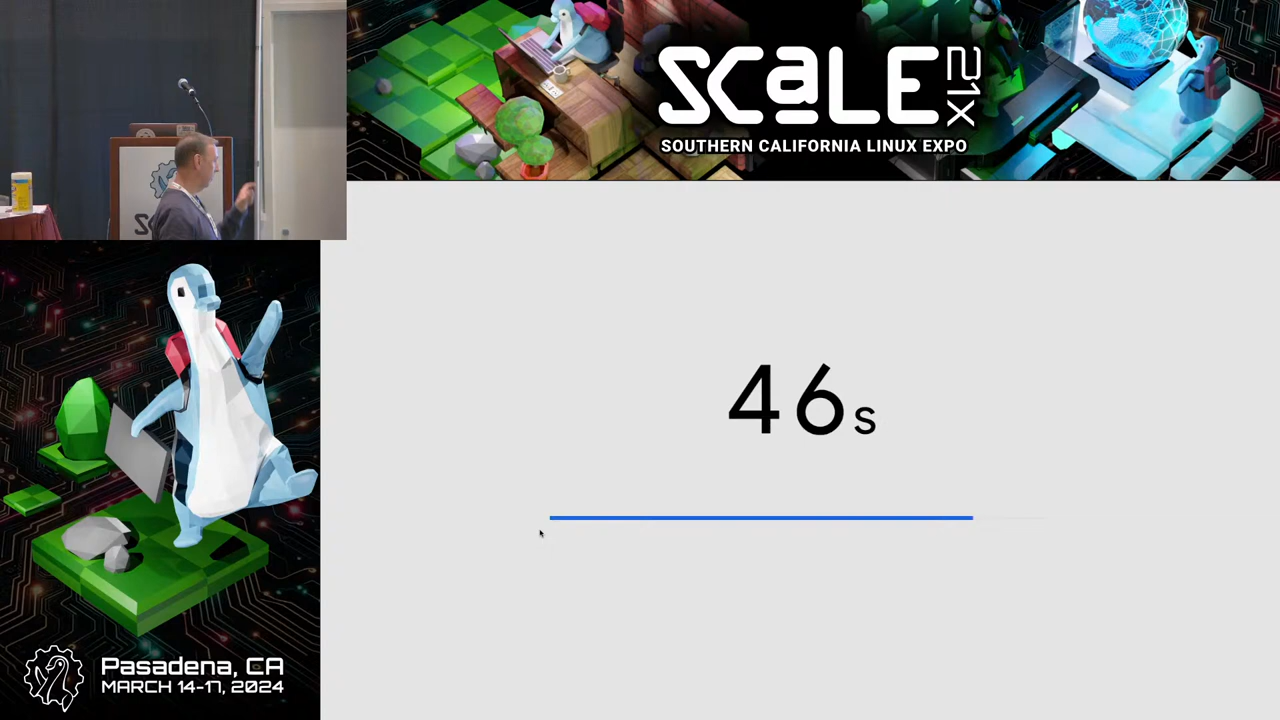 SCaLE 21X
SOUTHERN CALIFORNIA LINUX EXPO
46s
Pasadena, CA
MARCH 14-17, 2024